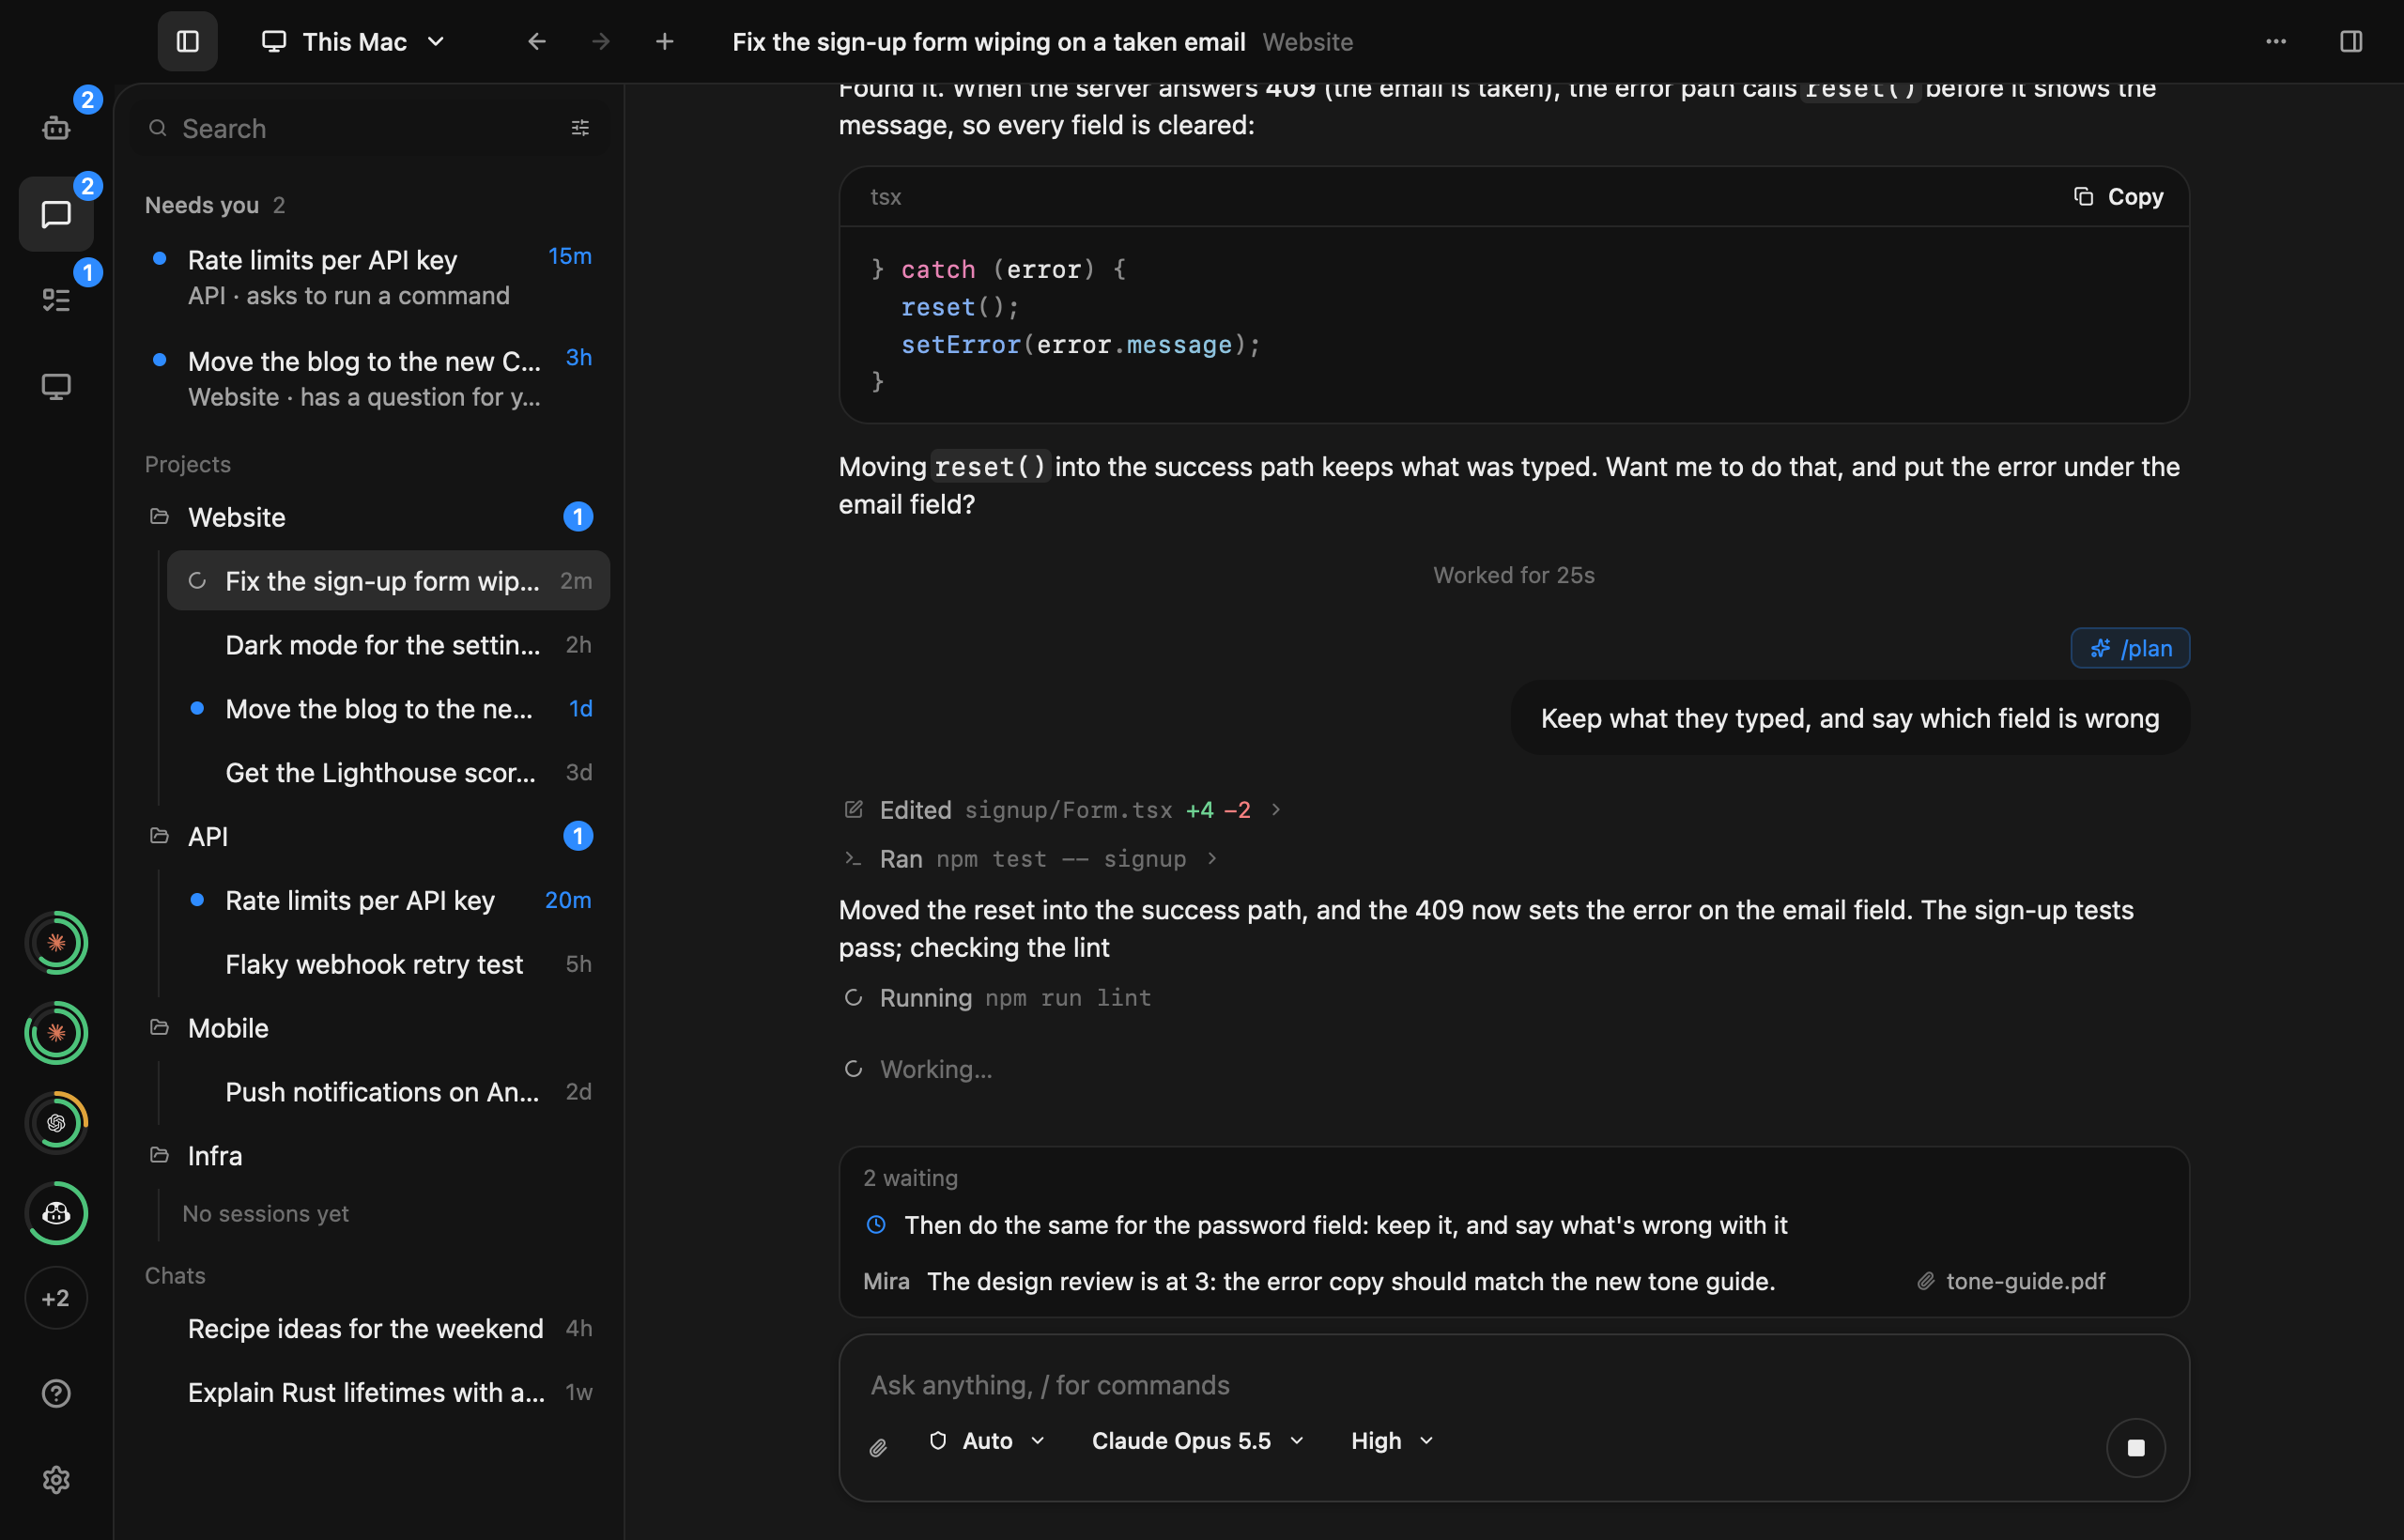 This Mac
Fix the sign-up form wiping on a taken email Website
2
2
1
+2
Search
Needs you 2
Rate limits per API key 15m
API · asks to run a command
Move the blog to the new C... 3h
Website · has a question for y...
Projects
Website 1
Fix the sign-up form wip... 2m
Dark mode for the settin... 2h
Move the blog to the ne... 1d
Get the Lighthouse scor... 3d
API 1
Rate limits per API key 20m
Flaky webhook retry test 5h
Mobile
Push notifications on An... 2d
Infra
No sessions yet
Chats
Recipe ideas for the weekend 4h
Explain Rust lifetimes with a... 1w
Found it. When the server answers 409 (the email is taken), the error path calls reset() before it shows the
message, so every field is cleared:
tsx Copy
} catch (error) {
  reset();
  setError(error.message);
}
Moving reset() into the success path keeps what was typed. Want me to do that, and put the error under the
email field?
Worked for 25s
/plan
Keep what they typed, and say which field is wrong
Edited signup/Form.tsx +4 −2
Ran npm test -- signup
Moved the reset into the success path, and the 409 now sets the error on the email field. The sign-up tests
pass; checking the lint
Running npm run lint
Working...
2 waiting
Then do the same for the password field: keep it, and say what's wrong with it
Mira The design review is at 3: the error copy should match the new tone guide. tone-guide.pdf
Ask anything, / for commands
Auto Claude Opus 5.5 High